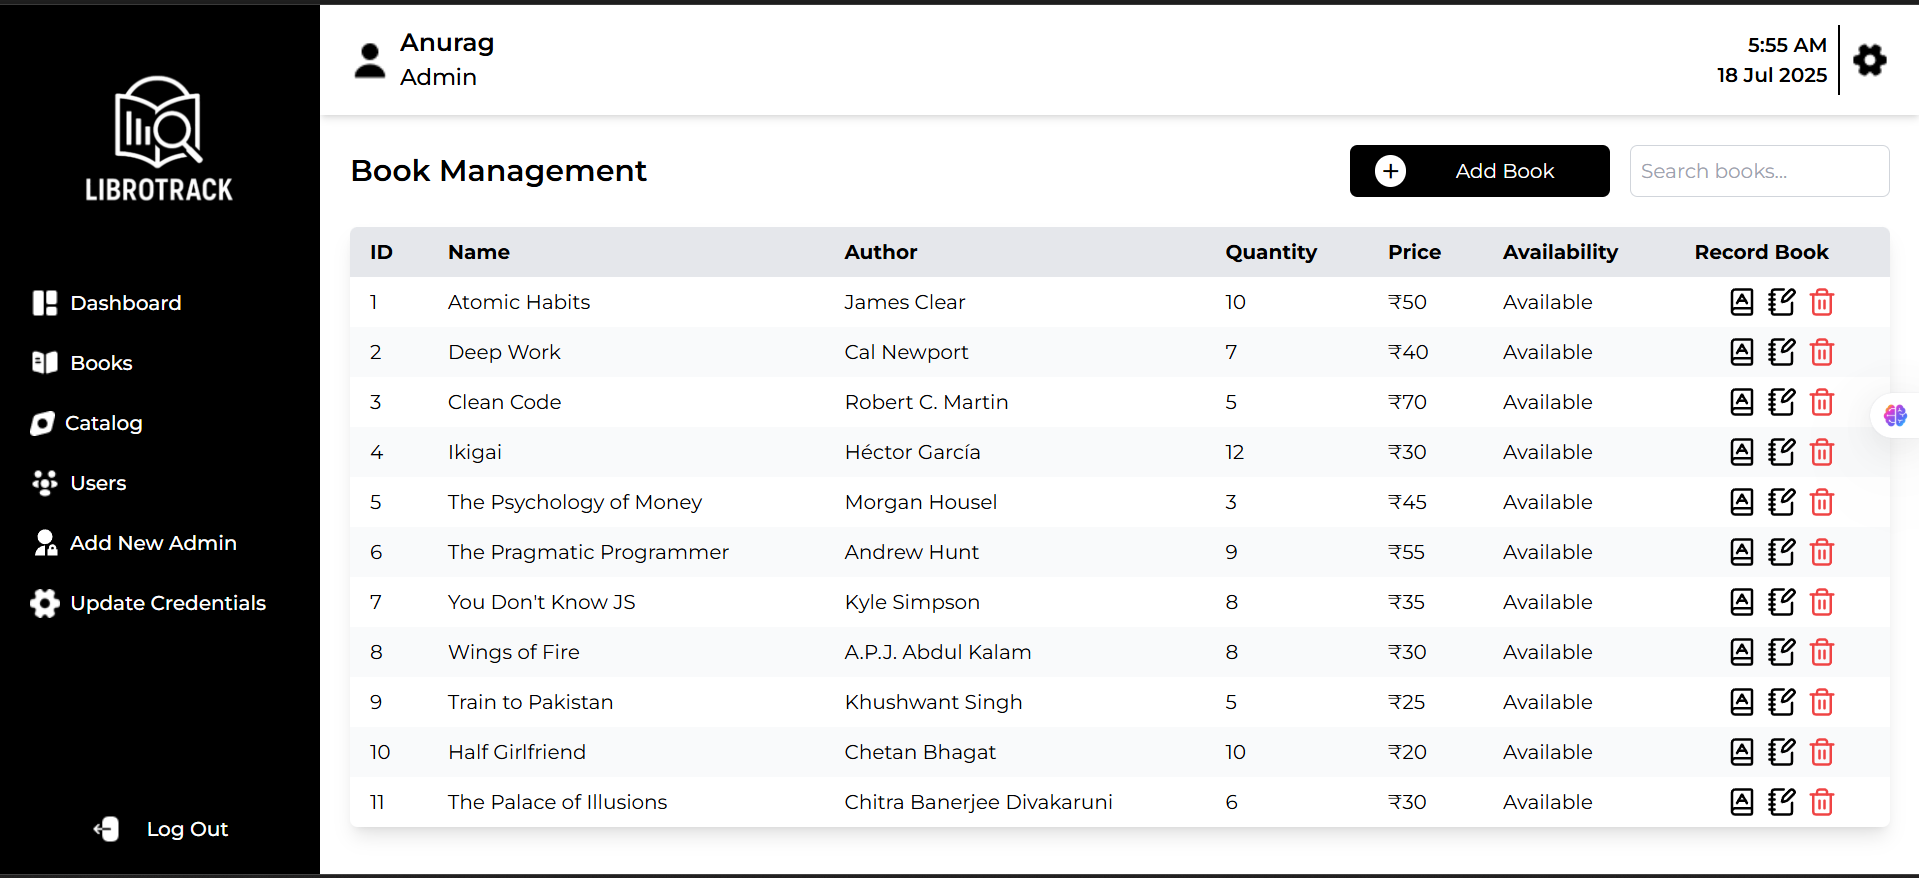 LIBROTRACK
Dashboard
Books
Catalog
Users
Add New Admin
Update Credentials
Log Out
Anurag
Admin
5:55 AM
18 Jul 2025
Book Management
Add Book
Search books...
ID Name Author Quantity Price Availability Record Book
1 Atomic Habits James Clear 10 ₹50 Available
2 Deep Work Cal Newport 7 ₹40 Available
3 Clean Code Robert C. Martin 5 ₹70 Available
4 Ikigai Héctor García 12 ₹30 Available
5 The Psychology of Money Morgan Housel 3 ₹45 Available
6 The Pragmatic Programmer Andrew Hunt 9 ₹55 Available
7 You Don't Know JS Kyle Simpson 8 ₹35 Available
8 Wings of Fire A.P.J. Abdul Kalam 8 ₹30 Available
9 Train to Pakistan Khushwant Singh 5 ₹25 Available
10 Half Girlfriend Chetan Bhagat 10 ₹20 Available
11 The Palace of Illusions Chitra Banerjee Divakaruni 6 ₹30 Available